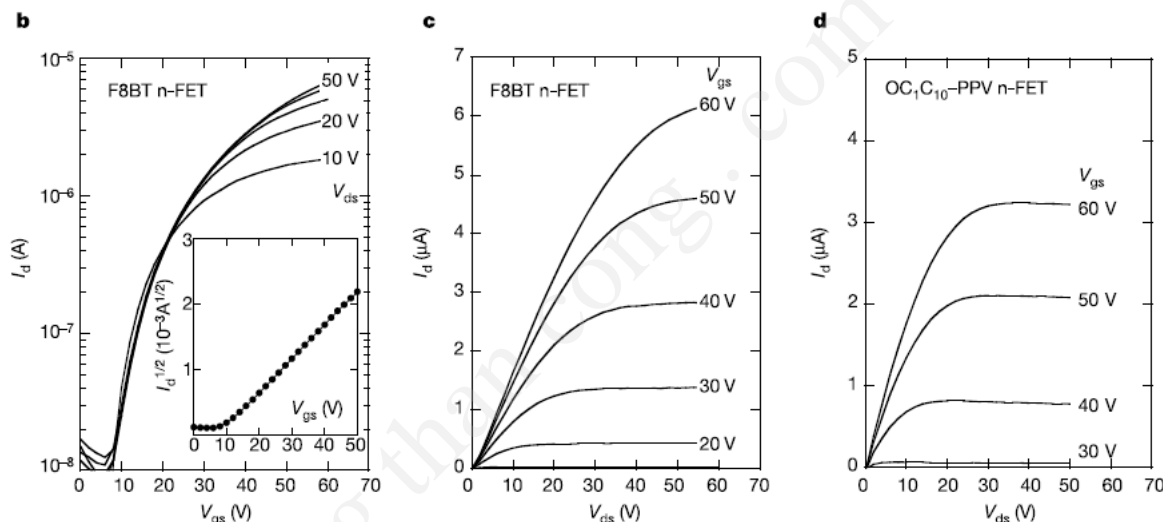 b
10⁻⁵
10⁻⁶
10⁻⁷
10⁻⁸
I_d (A)
F8BT n-FET
50 V
20 V
10 V
V_ds
3
2
1
I_d^1/2 (10⁻³A^1/2)
V_gs (V)
0 10 20 30 40 50
0 10 20 30 40 50 60 70
V_gs (V)
c
7
6
5
4
3
2
1
0
I_d (μA)
F8BT n-FET
V_gs
60 V
50 V
40 V
30 V
20 V
0 10 20 30 40 50 60 70
V_ds (V)
d
5
4
3
2
1
0
I_d (μA)
OC₁C₁₀–PPV n-FET
V_gs
60 V
50 V
40 V
30 V
0 10 20 30 40 50 60 70
V_ds (V)
than cong . com